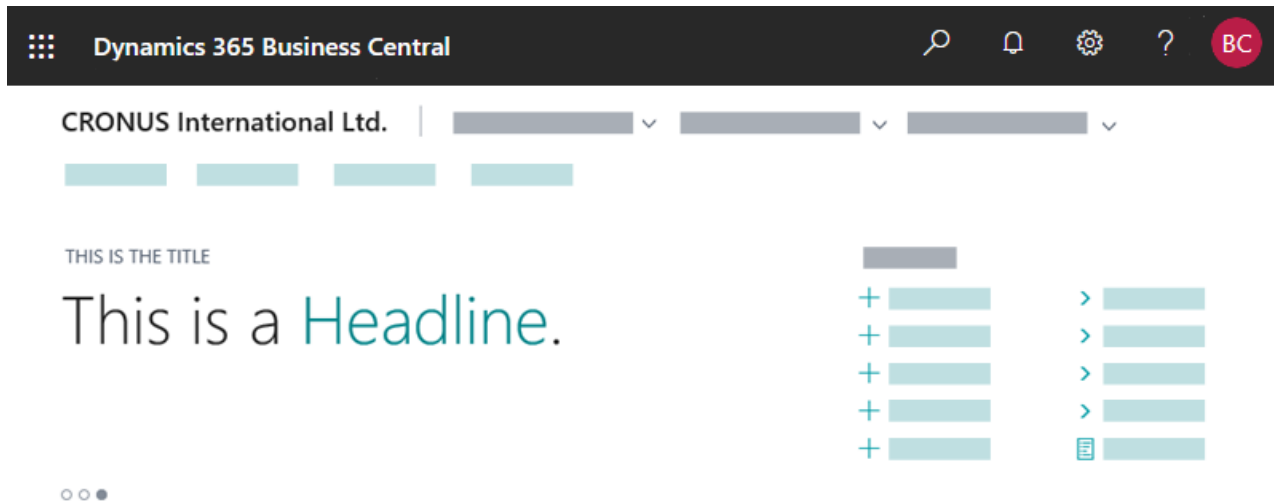 Dynamics 365 Business Central
BC
CRONUS International Ltd.
THIS IS THE TITLE
This is a Headline.